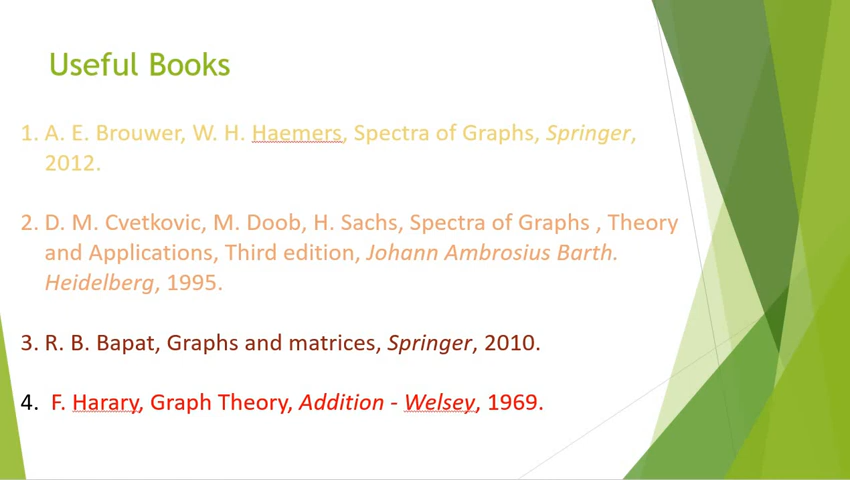 Useful Books
1. A. E. Brouwer, W. H. Haemers, Spectra of Graphs, Springer,
2012.
2. D. M. Cvetkovic, M. Doob, H. Sachs, Spectra of Graphs , Theory
and Applications, Third edition, Johann Ambrosius Barth.
Heidelberg, 1995.
3. R. B. Bapat, Graphs and matrices, Springer, 2010.
4. F. Harary, Graph Theory, Addition - Welsey, 1969.